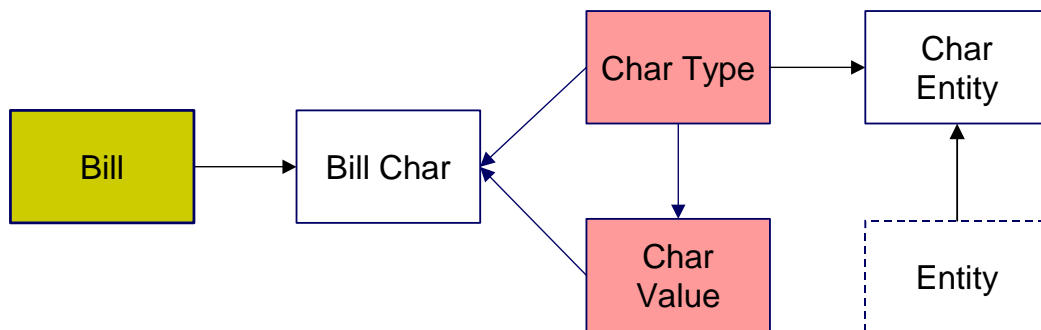 Bill
Bill Char
Char Type
Char
Value
Char
Entity
Entity